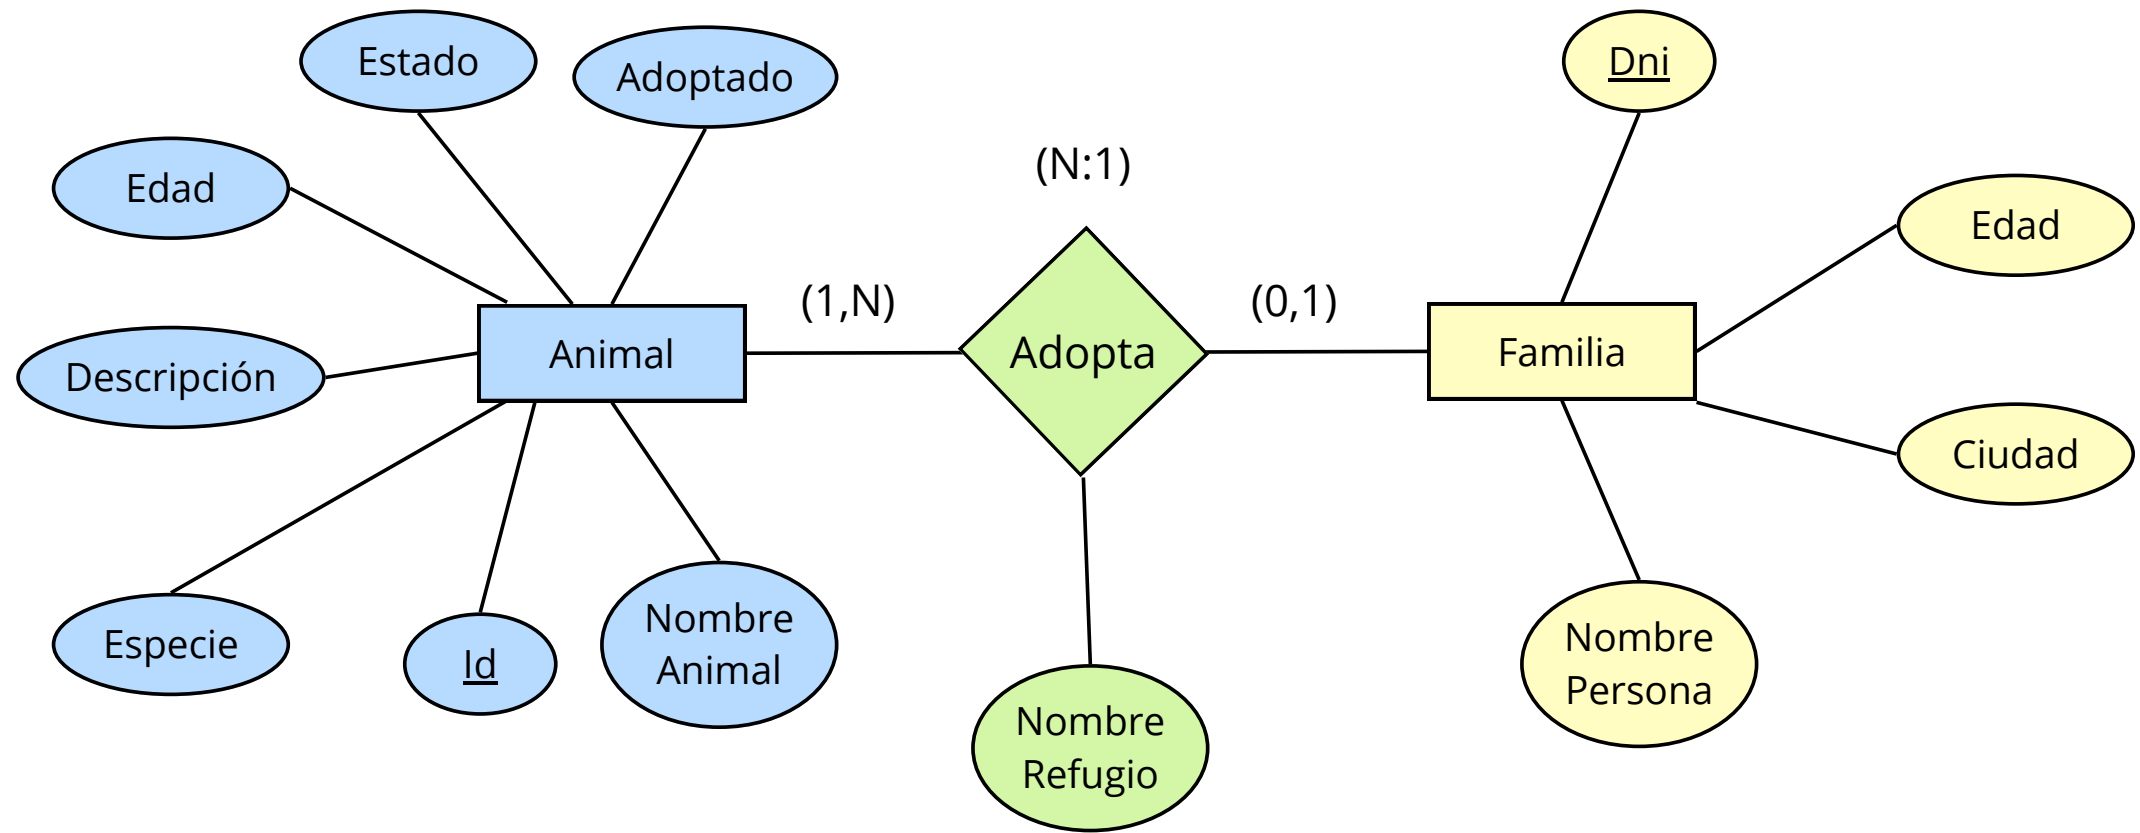 Estado
Adoptado
Dni
(N:1)
Edad
Edad
(1,N)
(0,1)
Animal
Adopta
Familia
Descripción
Ciudad
Especie
Id
Nombre
Animal
Nombre
Persona
Nombre
Refugio